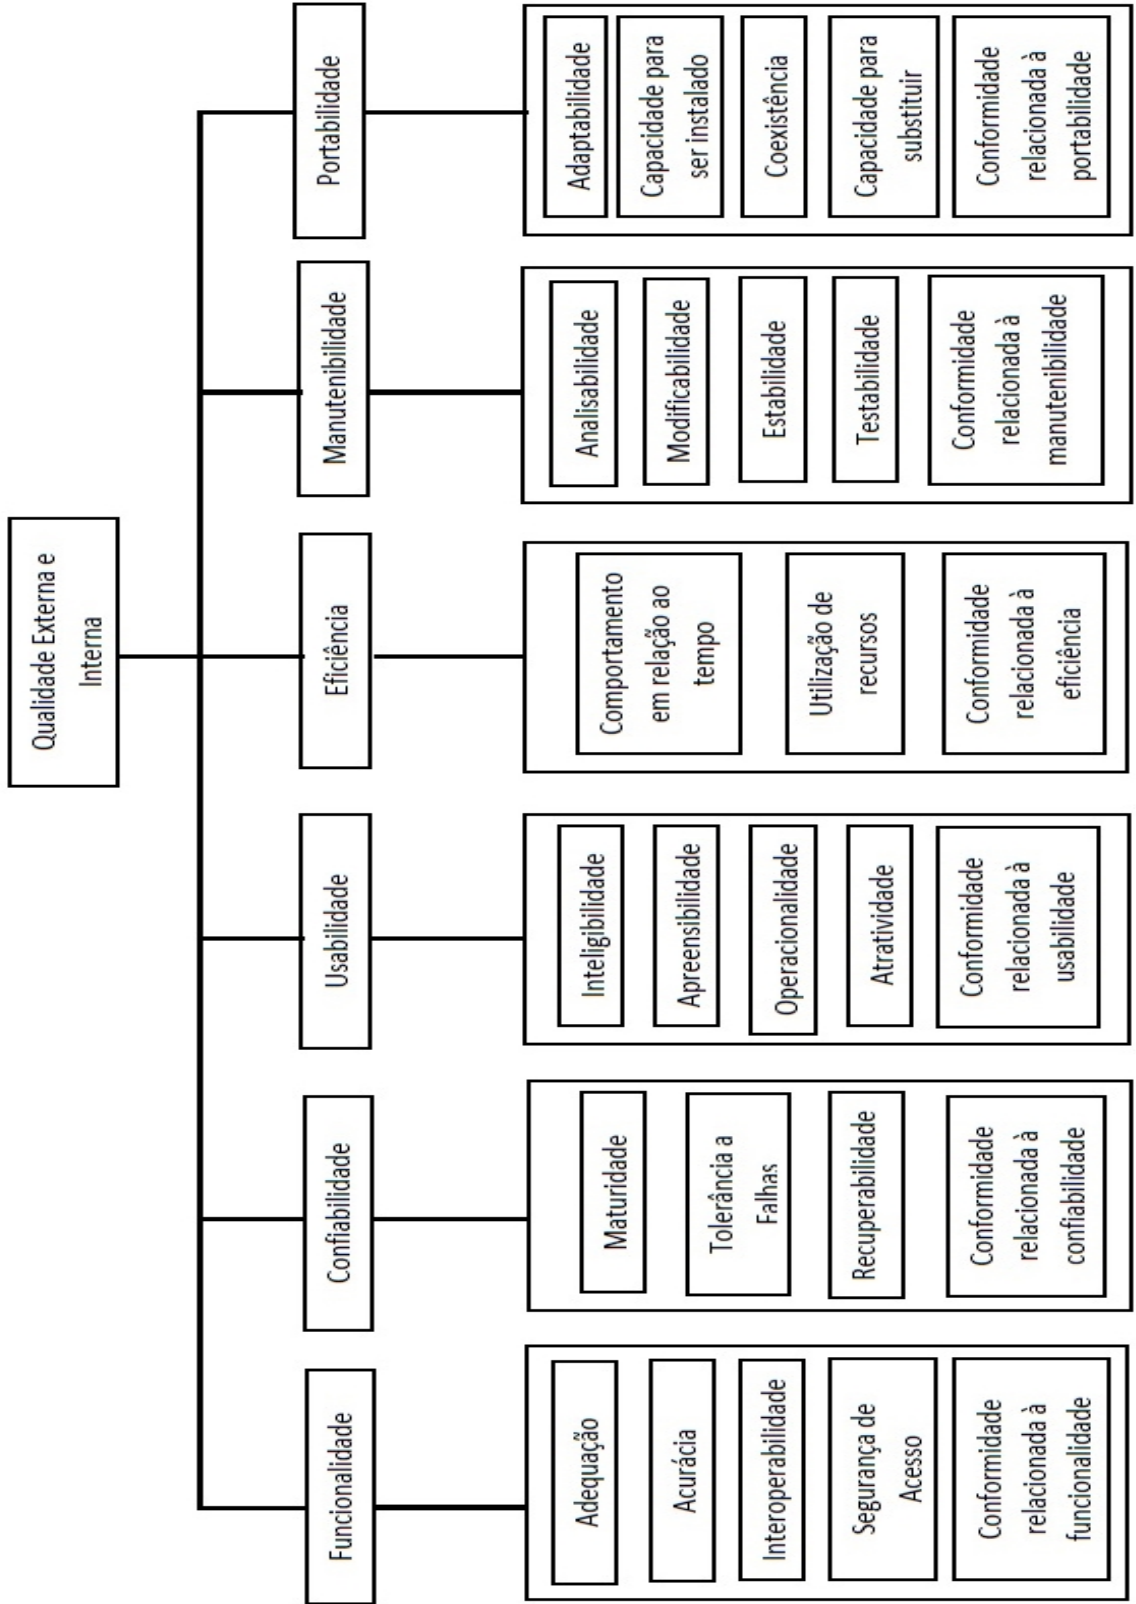 Qualidade Externa e
Interna
Funcionalidade
Confiabilidade
Usabilidade
Eficiência
Manutenibilidade
Portabilidade
Adequação
Acurácia
Interoperabilidade
Segurança de
Acesso
Conformidade
relacionada à
funcionalidade
Maturidade
Tolerância a
Falhas
Recuperabilidade
Conformidade
relacionada à
confiabilidade
Inteligibilidade
Apreensibilidade
Operacionalidade
Atratividade
Conformidade
relacionada à
usabilidade
Comportamento
em relação ao
tempo
Utilização de
recursos
Conformidade
relacionada à
eficiência
Analisabilidade
Modificabilidade
Estabilidade
Testabilidade
Conformidade
relacionada à
manutenibilidade
Adaptabilidade
Capacidade para
ser instalado
Coexistência
Capacidade para
substituir
Conformidade
relacionada à
portabilidade